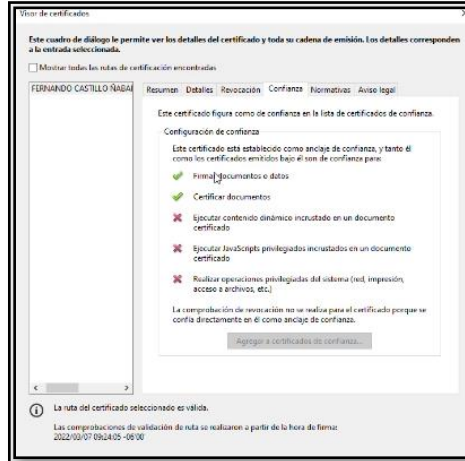 Visor de certificados
Este cuadro de diálogo le permite ver los detalles del certificado y toda su cadena de emisión. Los detalles corresponden
a la entrada seleccionada.
Mostrar todas las rutas de certificación encontradas
FERNANDO CASTILLO ÑABAI
Resumen Detalles Revocación Confianza Normativas Aviso legal
Este certificado figura como de confianza en la lista de certificados de confianza.
Configuración de confianza
Este certificado está establecido como anclaje de confianza, y tanto él
como los certificados emitidos bajo él son de confianza para:
Firmar documentos o datos
Certificar documentos
Ejecutar contenido dinámico incrustado en un documento
certificado
Ejecutar JavaScripts privilegiados incrustados en un documento
certificado
Realizar operaciones privilegiadas del sistema (red, impresión,
acceso a archivos, etc.)
La comprobación de revocación no se realiza para el certificado porque se
confía directamente en él como anclaje de confianza.
Agregar a certificados de confianza...
La ruta del certificado seleccionado es válida.
Las comprobaciones de validación de ruta se realizaron a partir de la hora de firma:
2022/03/07 09:24:05 -06'00'